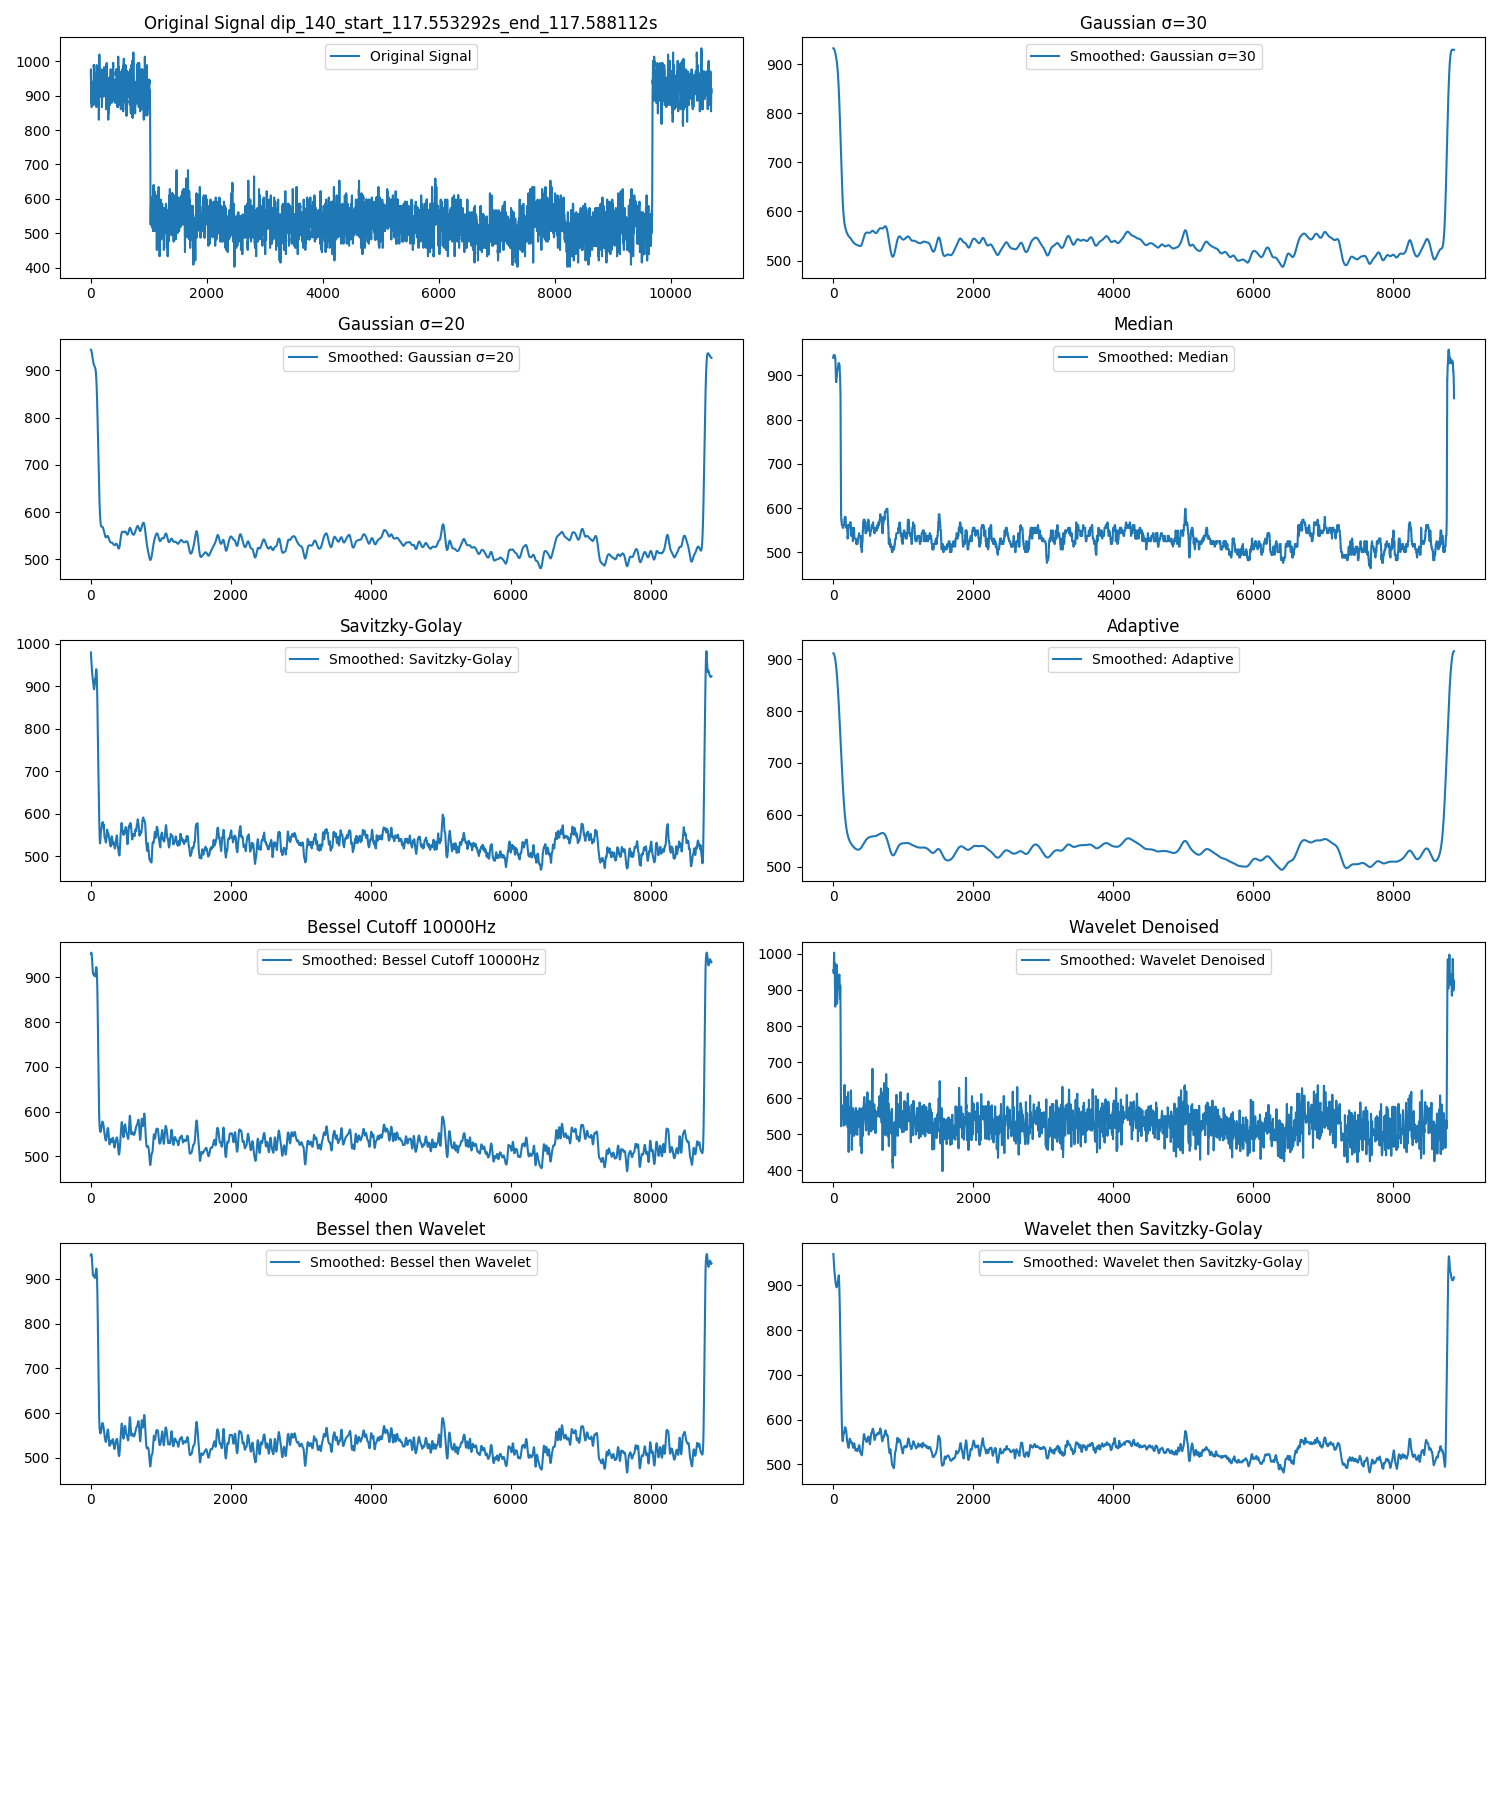 Original Signal dip_140_start_117.553292s_end_117.588112s
Original Signal
1000
900
800
700
600
500
400
0 2000 4000 6000 8000 10000
Gaussian σ=30
Smoothed: Gaussian σ=30
900
800
700
600
500
0 2000 4000 6000 8000
Gaussian σ=20
Smoothed: Gaussian σ=20
900
800
700
600
500
0 2000 4000 6000 8000
Median
Smoothed: Median
900
800
700
600
500
0 2000 4000 6000 8000
Savitzky-Golay
Smoothed: Savitzky-Golay
1000
900
800
700
600
500
0 2000 4000 6000 8000
Adaptive
Smoothed: Adaptive
900
800
700
600
500
0 2000 4000 6000 8000
Bessel Cutoff 10000Hz
Smoothed: Bessel Cutoff 10000Hz
900
800
700
600
500
0 2000 4000 6000 8000
Wavelet Denoised
Smoothed: Wavelet Denoised
1000
900
800
700
600
500
400
0 2000 4000 6000 8000
Bessel then Wavelet
Smoothed: Bessel then Wavelet
900
800
700
600
500
0 2000 4000 6000 8000
Wavelet then Savitzky-Golay
Smoothed: Wavelet then Savitzky-Golay
900
800
700
600
500
0 2000 4000 6000 8000